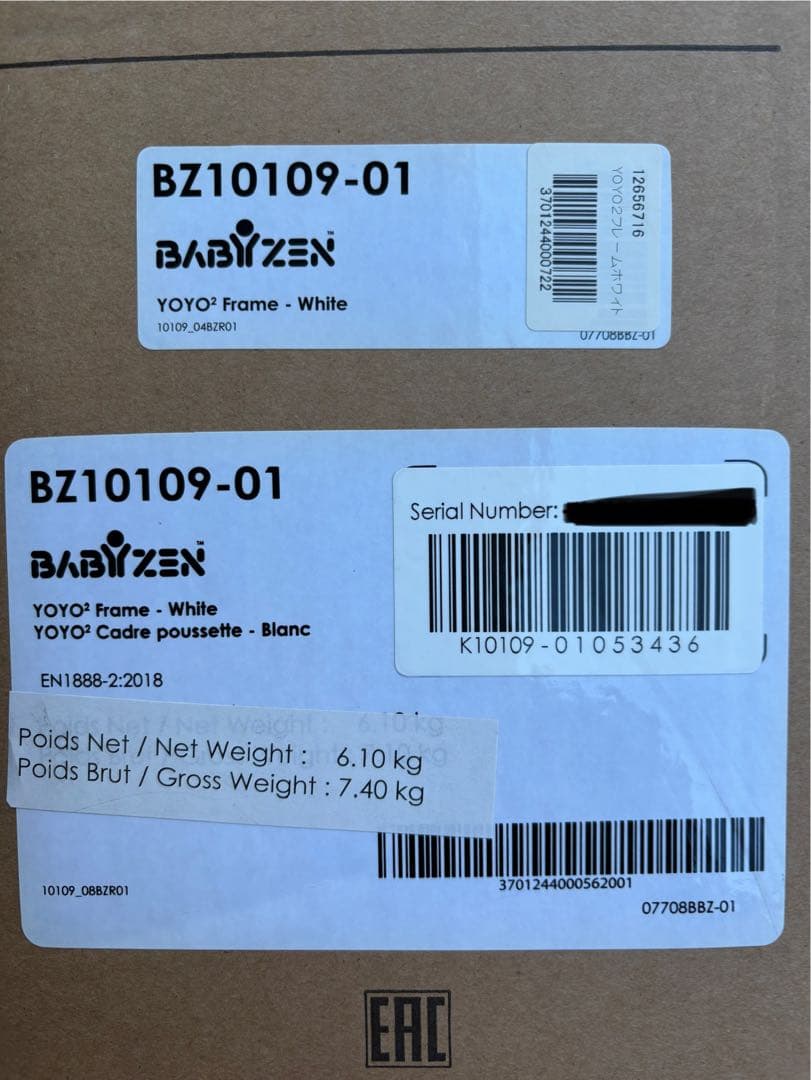 BZ10109-01
BABYZEN™
YOYO² Frame - White
10109_04BZR01
12656716
YOYO2フレームホワイト
3701244000722
07708BBZ-01
BZ10109-01
BABYZEN™
YOYO² Frame - White
YOYO² Cadre poussette - Blanc
EN1888-2:2018
Serial Number:
K10109-01053436
Poids Net / Net Weight : 6.10 kg
Poids Brut / Gross Weight : 7.40 kg
3701244000562001
10109_08BZR01
07708BBZ-01
EAC